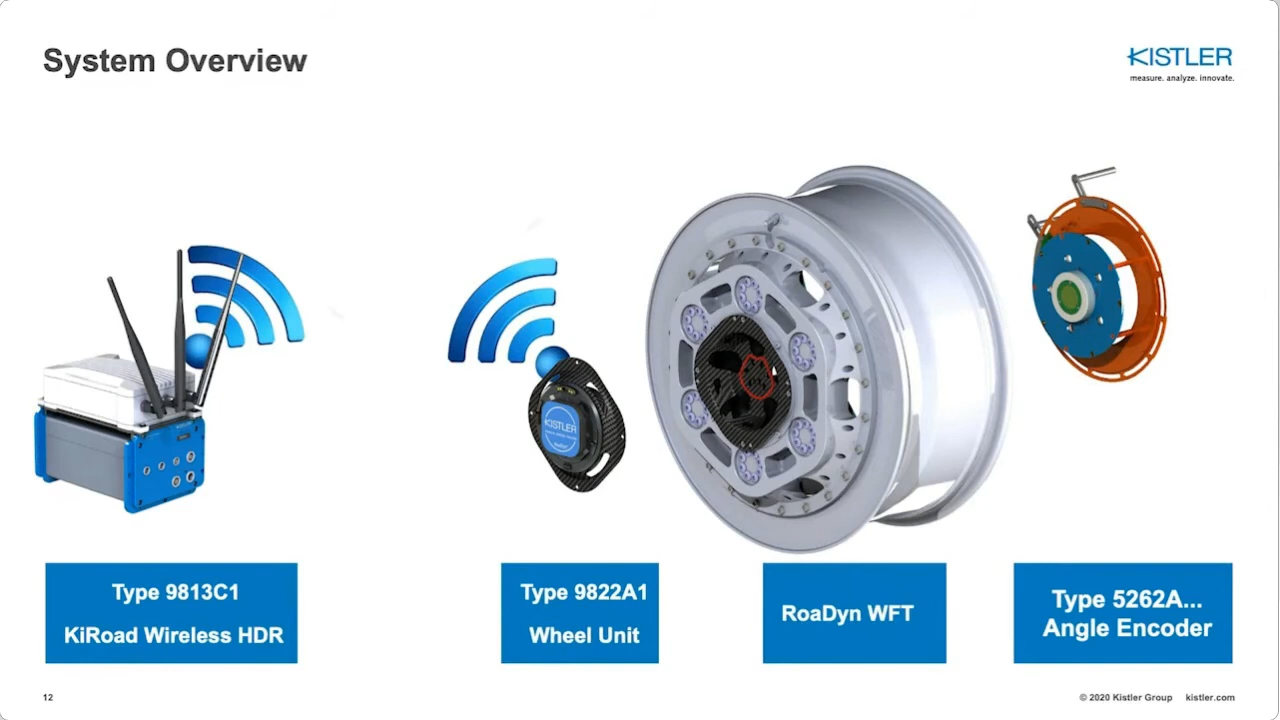 System Overview
KISTLER
measure. analyze. innovate.
KISTLER
Type 9813C1
KiRoad Wireless HDR
Type 9822A1
Wheel Unit
RoaDyn WFT
Type 5262A...
Angle Encoder
12
© 2020 Kistler Group kistler.com